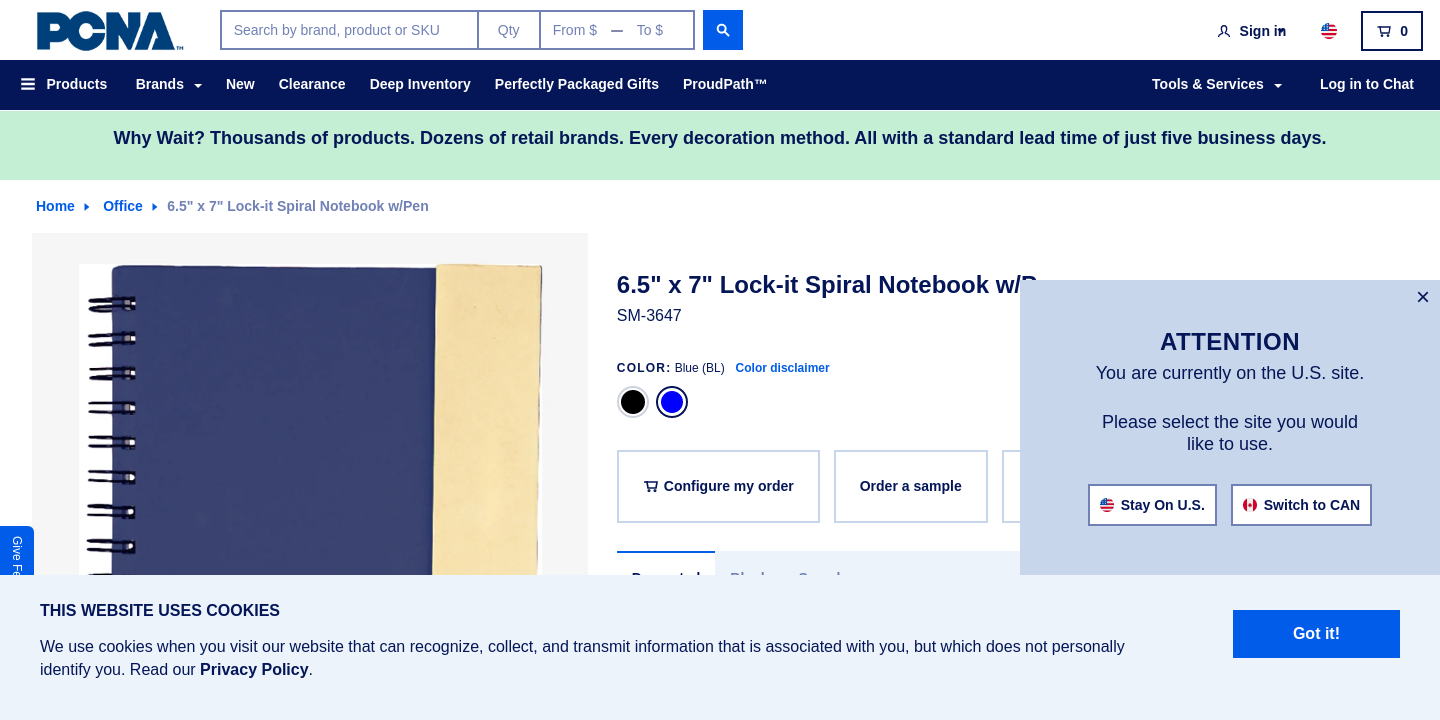 PCNA™
Search by brand, product or SKU
Qty
From $ — To $
Sign in
0
Products
Brands
New
Clearance
Deep Inventory
Perfectly Packaged Gifts
ProudPath™
Tools & Services
Log in to Chat
Why Wait? Thousands of products. Dozens of retail brands. Every decoration method. All with a standard lead time of just five business days.
Home
Office
6.5" x 7" Lock-it Spiral Notebook w/Pen
6.5" x 7" Lock-it Spiral Notebook w/P
SM-3647
COLOR: Blue (BL) Color disclaimer
Configure my order
Order a sample
×
ATTENTION
You are currently on the U.S. site.
Please select the site you would
like to use.
Stay On U.S.
Switch to CAN
Give Fe
THIS WEBSITE USES COOKIES
We use cookies when you visit our website that can recognize, collect, and transmit information that is associated with you, but which does not personally
identify you. Read our Privacy Policy.
Got it!